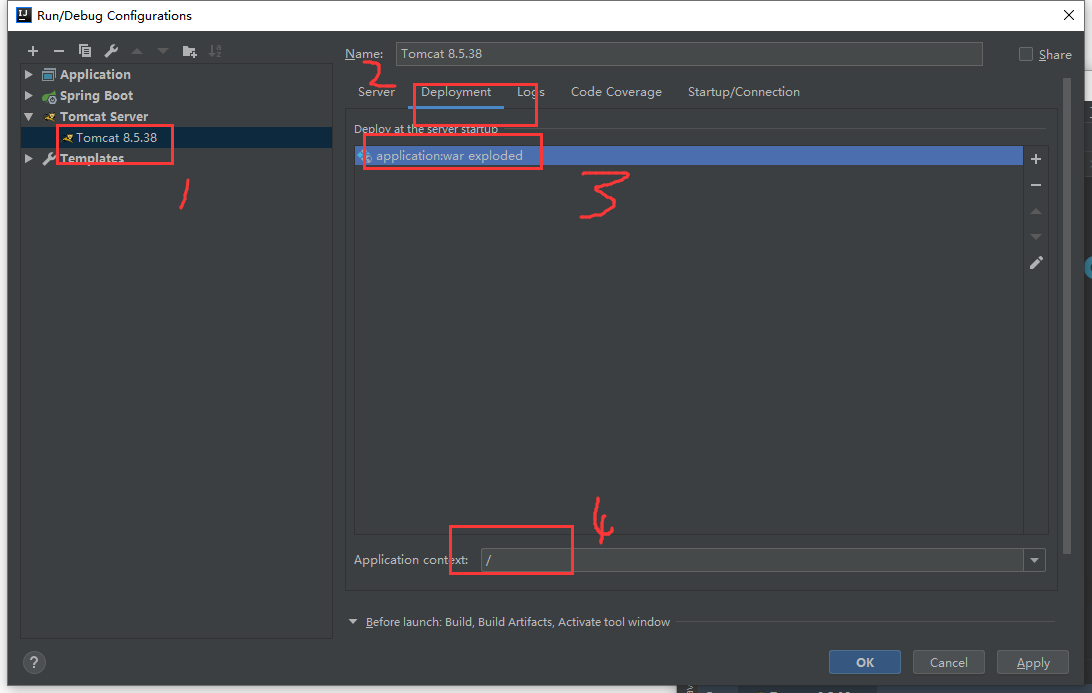 Run/Debug Configurations
Name: Tomcat 8.5.38 Share
Application
Spring Boot
Tomcat Server
Tomcat 8.5.38
Templates
1
2
Server Deployment Logs Code Coverage Startup/Connection
Deploy at the server startup
application:war exploded
3
4
Application context: /
Before launch: Build, Build Artifacts, Activate tool window
? OK Cancel Apply